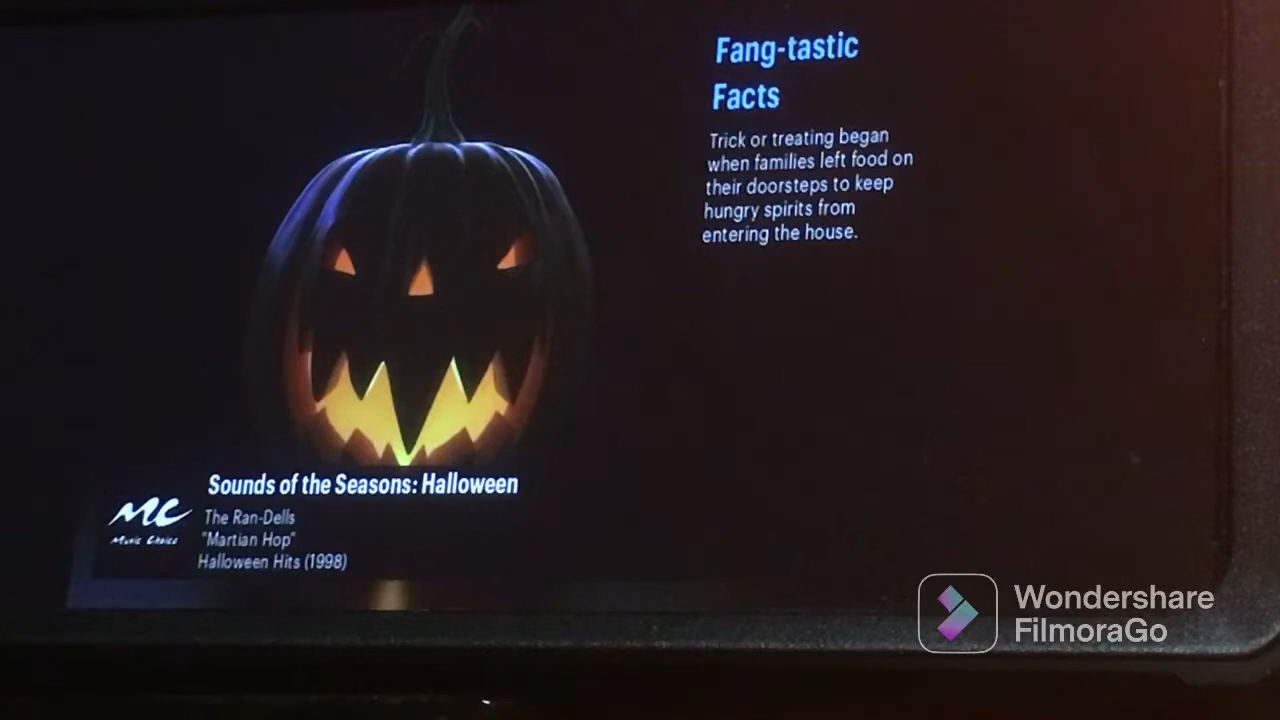 Fang-tastic
Facts
Trick or treating began
when families left food on
their doorsteps to keep
hungry spirits from
entering the house.
Sounds of the Seasons: Halloween
MC
Music Choice
The Ran-Dells
"Martian Hop"
Halloween Hits (1998)
Wondershare
FilmoraGo